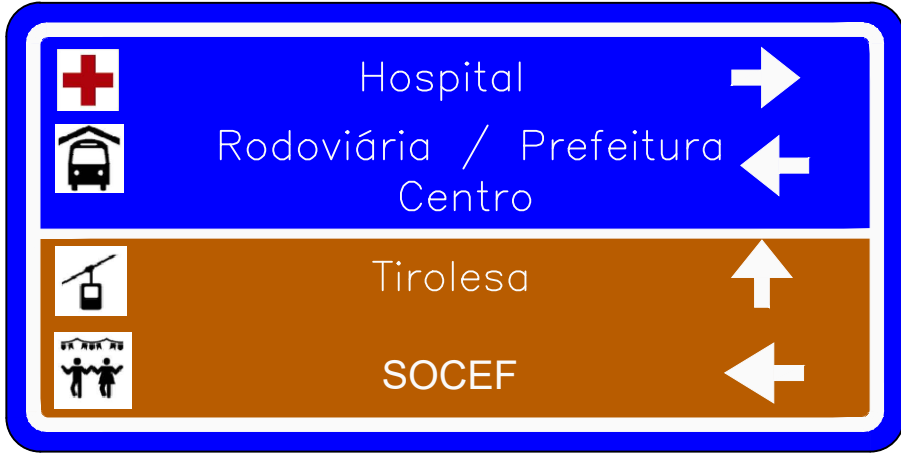 Hospital
Rodoviária / Prefeitura
Centro
Tirolesa
SOCEF